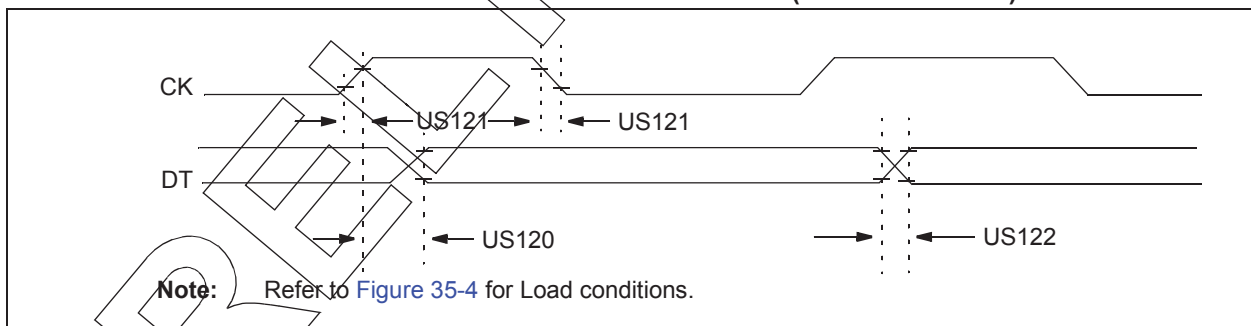 CK
US121
US121
DT
US120
US122
Note: Refer to Figure 35-4 for Load conditions.